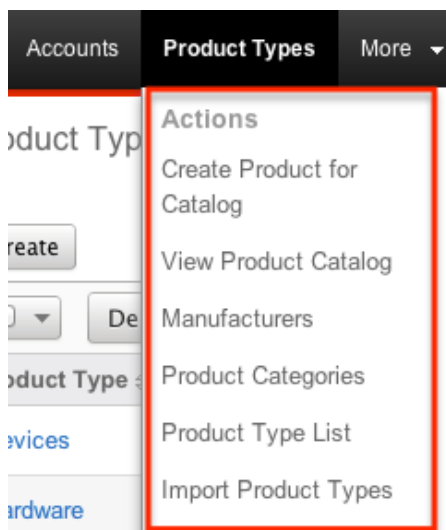 Accounts Product Types More
Actions
oduct Typ
Create Product for
Catalog
reate
View Product Catalog
De
Manufacturers
oduct Type
Product Categories
evices
Product Type List
ardware
Import Product Types